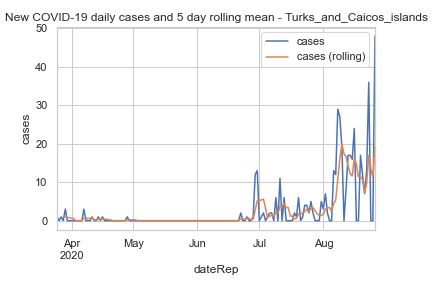 New COVID-19 daily cases and 5 day rolling mean - Turks_and_Caicos_islands
cases
cases (rolling)
50
40
30
20
10
0
cases
Apr
2020
May
Jun
Jul
Aug
dateRep